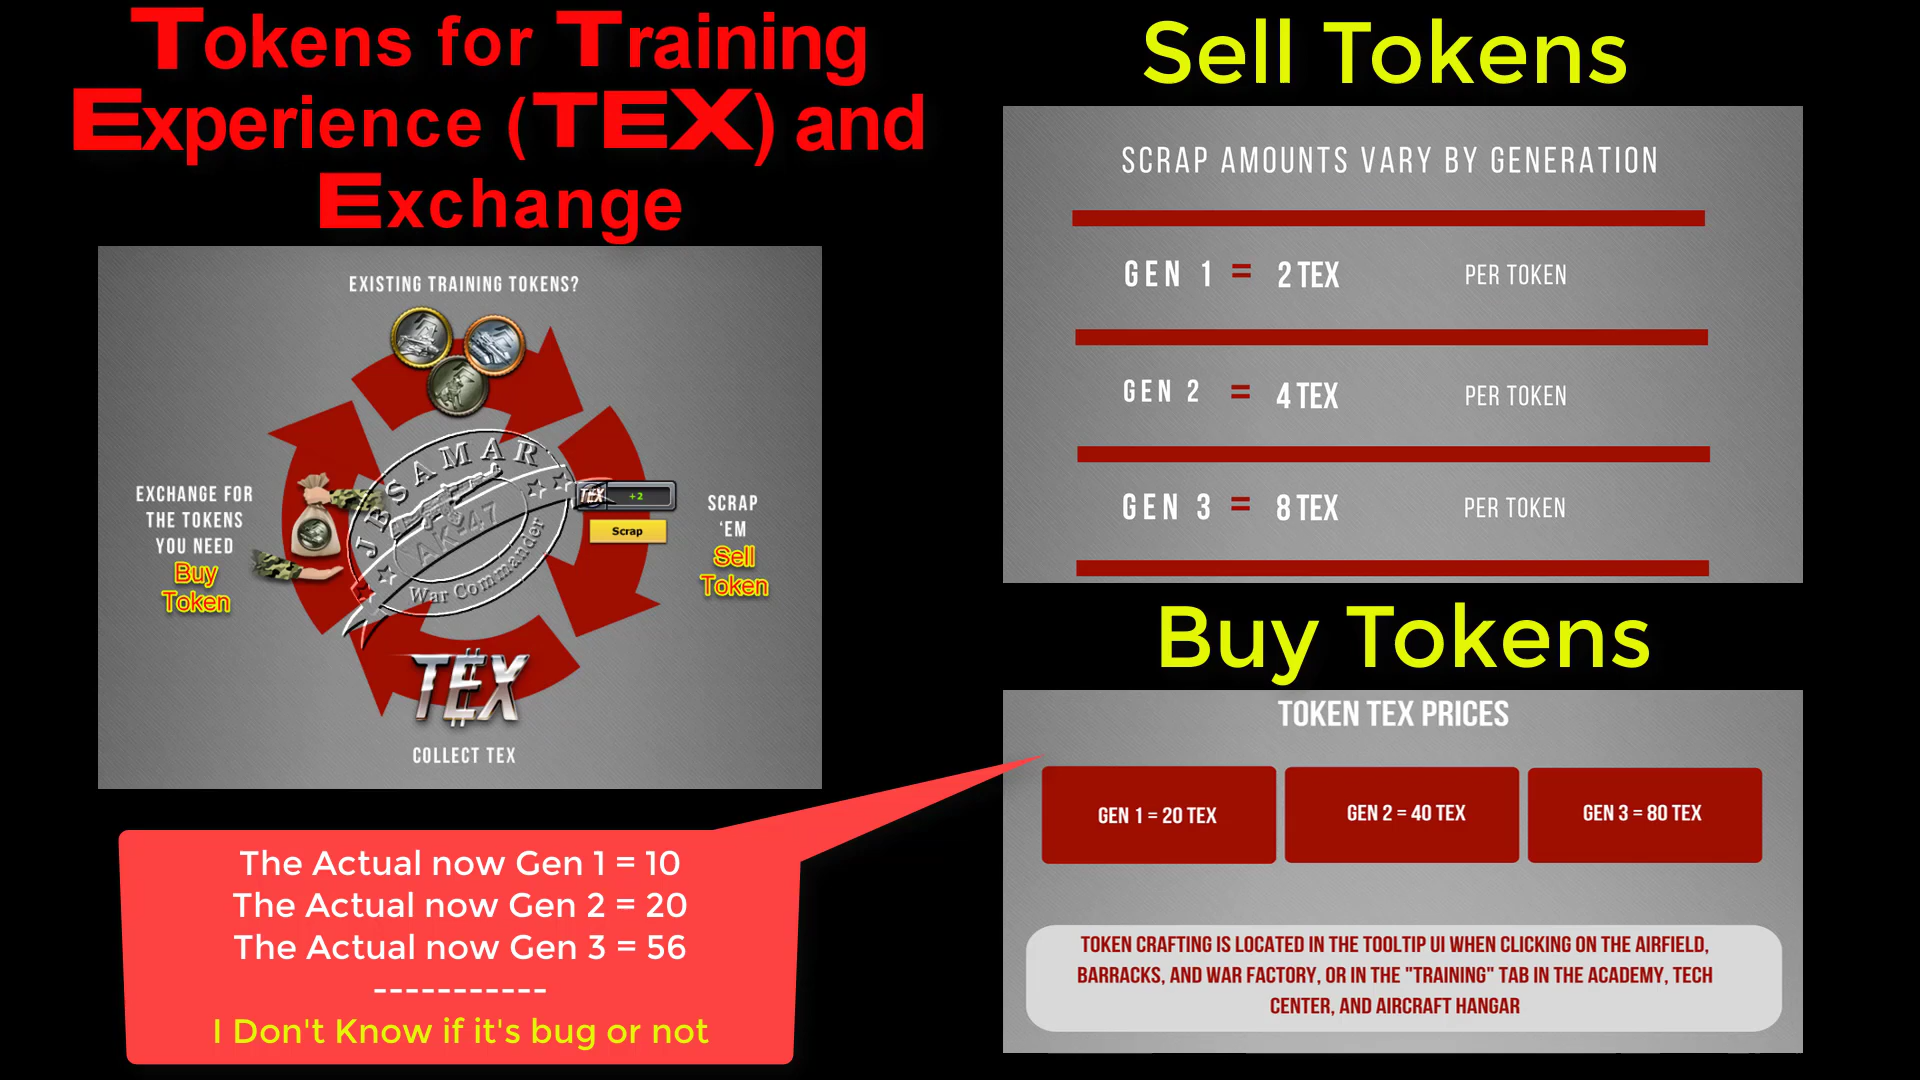 Tokens for Training
Experience (TEX) and
Exchange
EXISTING TRAINING TOKENS?
EXCHANGE FOR
THE TOKENS
YOU NEED
Buy
Token
JBSAMAR
AK47
War Commander
TEX +2
Scrap
SCRAP
‘EM
Sell
Token
TEX
COLLECT TEX
The Actual now Gen 1 = 10
The Actual now Gen 2 = 20
The Actual now Gen 3 = 56
-----------
I Don't Know if it's bug or not
Sell Tokens
SCRAP AMOUNTS VARY BY GENERATION
GEN 1 = 2 TEX PER TOKEN
GEN 2 = 4 TEX PER TOKEN
GEN 3 = 8 TEX PER TOKEN
Buy Tokens
TOKEN TEX PRICES
GEN 1 = 20 TEX
GEN 2 = 40 TEX
GEN 3 = 80 TEX
TOKEN CRAFTING IS LOCATED IN THE TOOLTIP UI WHEN CLICKING ON THE AIRFIELD,
BARRACKS, AND WAR FACTORY, OR IN THE "TRAINING" TAB IN THE ACADEMY, TECH
CENTER, AND AIRCRAFT HANGAR